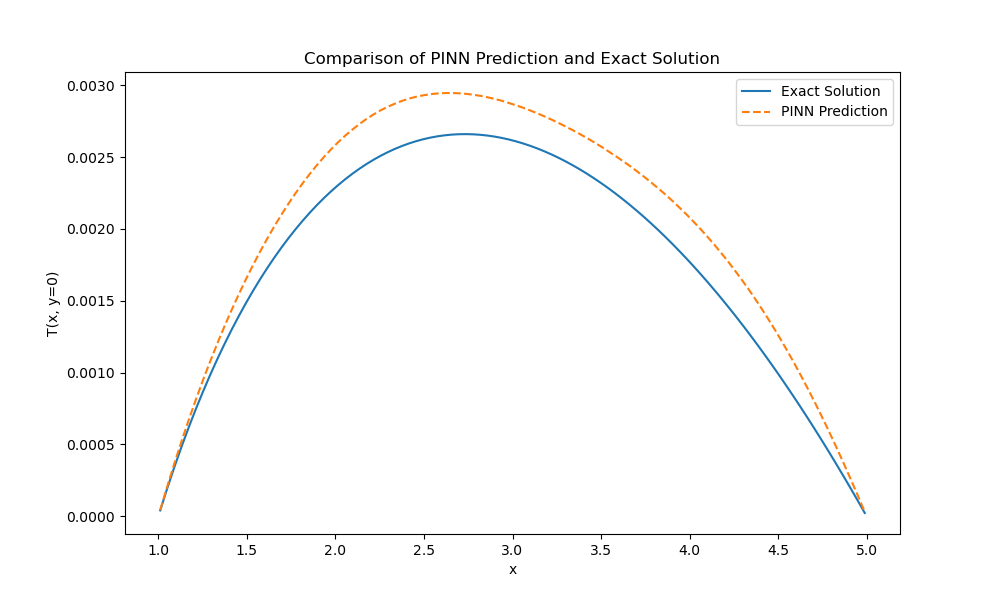 Comparison of PINN Prediction and Exact Solution
Exact Solution
PINN Prediction
0.0030
0.0025
0.0020
0.0015
0.0010
0.0005
0.0000
T(x, y=0)
1.0 1.5 2.0 2.5 3.0 3.5 4.0 4.5 5.0
x